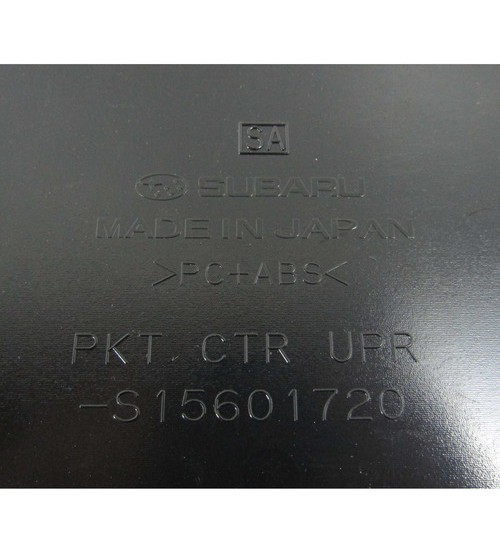 SA
SUBARU
MADE IN JAPAN
>PC+ABS<
PKT. CTR UPR
-S15601720